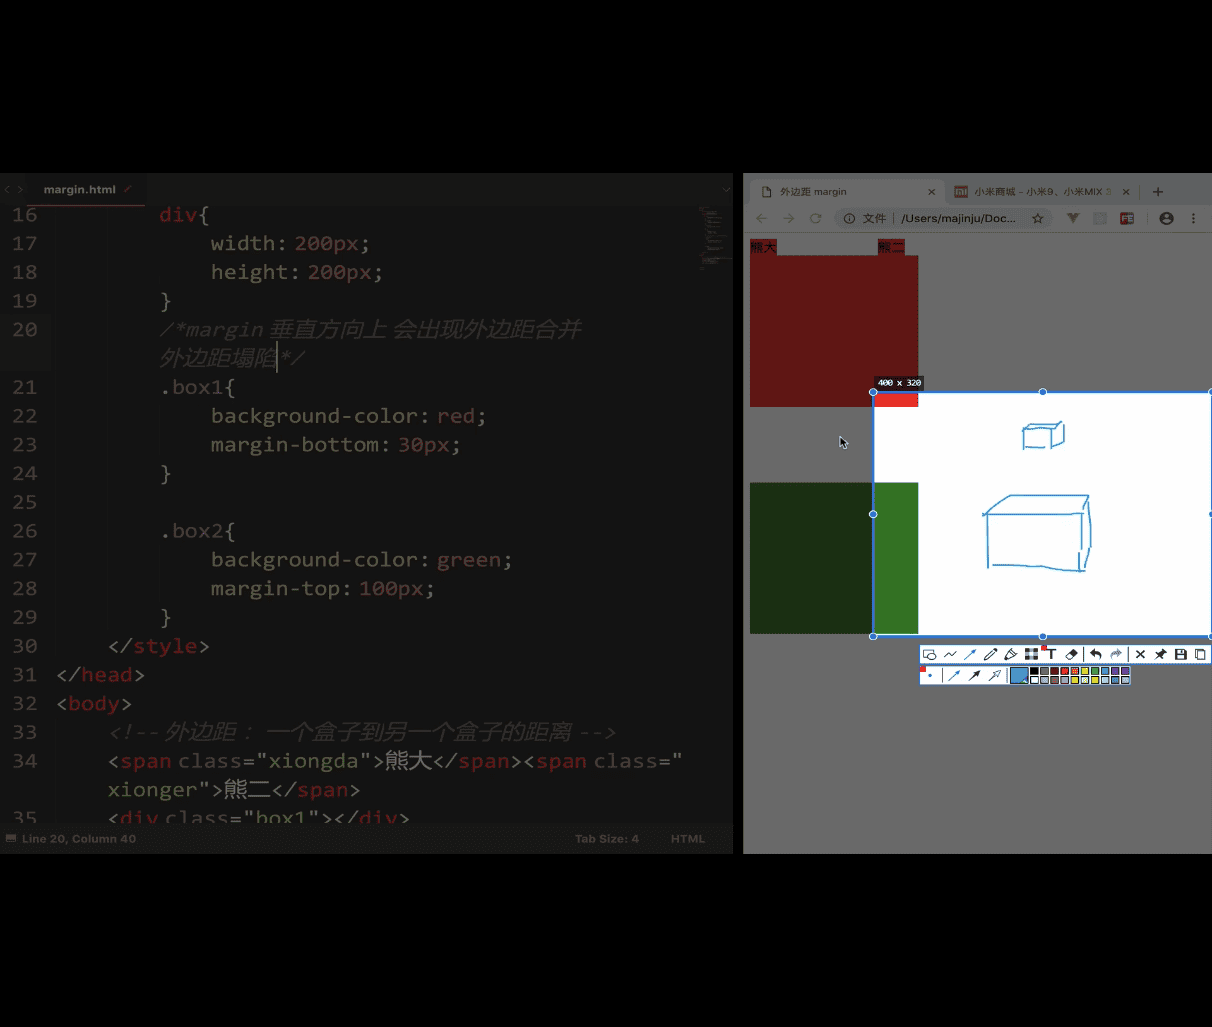 margin.html
16 div{
17 width: 200px;
18 height: 200px;
19 }
20 /*margin 垂直方向上 会出现外边距合并
外边距塌陷*/
21 .box1{
22 background-color: red;
23 margin-bottom: 30px;
24 }
25
26 .box2{
27 background-color: green;
28 margin-top: 100px;
29 }
30 </style>
31 </head>
32 <body>
33 <!-- 外边距： 一个盒子到另一个盒子的距离 -->
34 <span class="xiongda">熊大</span><span class="
xionger">熊二</span>
35 <div class="box1"></div>
Line 20, Column 40
Tab Size: 4
HTML
外边距 margin
小米商城 - 小米9、小米MIX 3
文件
/Users/majinju/Doc...
熊大
熊二
400 x 320
T